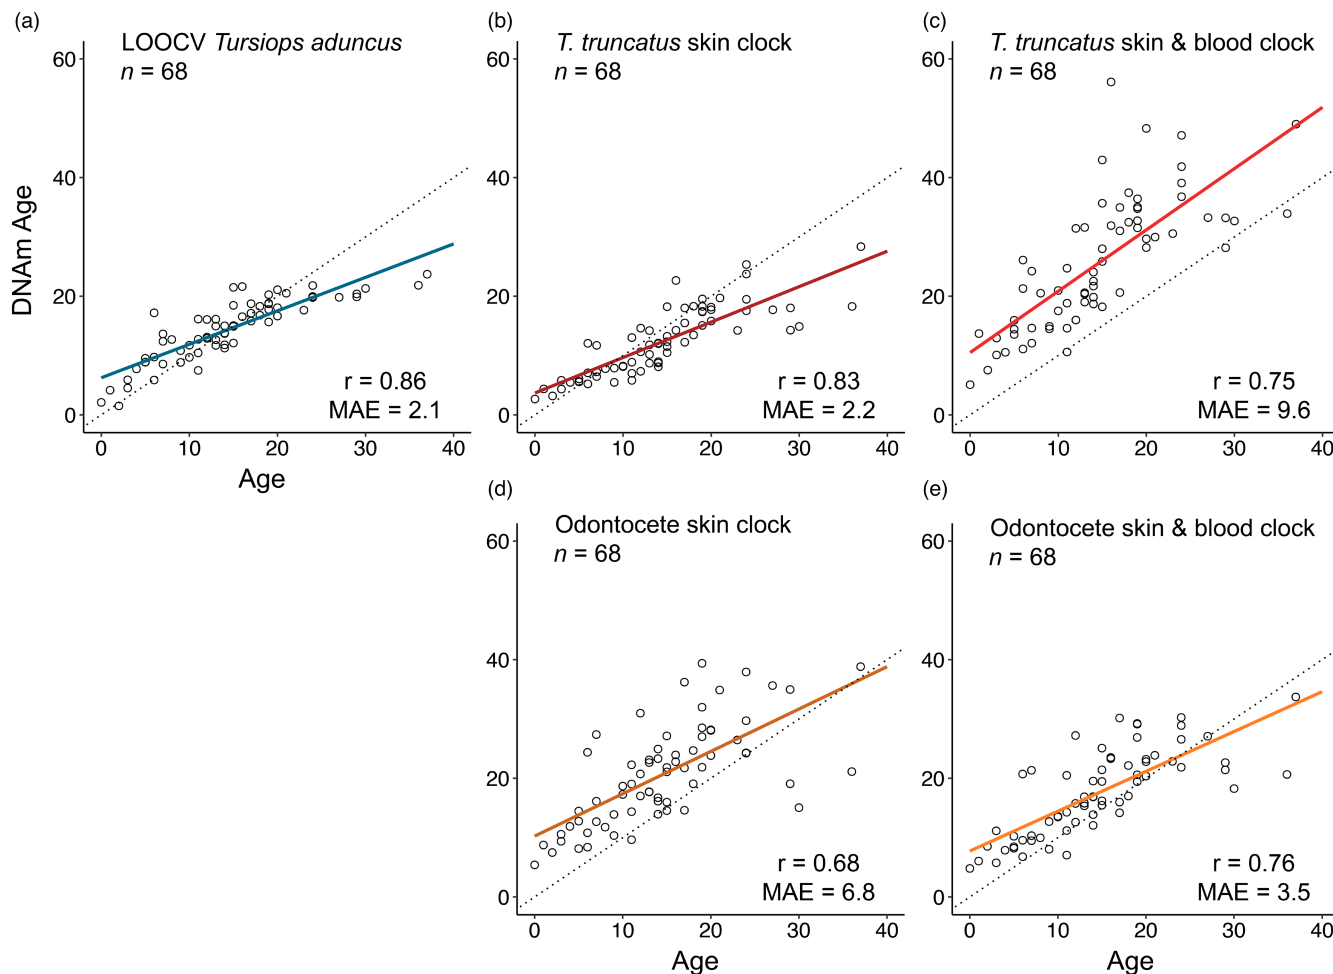 (a)
LOOCV Tursiops aduncus
n = 68
60
40
20
0
DNAm Age
r = 0.86
MAE = 2.1
0 10 20 30 40
Age
(b)
T. truncatus skin clock
n = 68
60
40
20
0
r = 0.83
MAE = 2.2
0 10 20 30 40
(c)
T. truncatus skin & blood clock
n = 68
60
40
20
0
r = 0.75
MAE = 9.6
0 10 20 30 40
(d)
Odontocete skin clock
n = 68
60
40
20
0
r = 0.68
MAE = 6.8
0 10 20 30 40
Age
(e)
Odontocete skin & blood clock
n = 68
60
40
20
0
r = 0.76
MAE = 3.5
0 10 20 30 40
Age